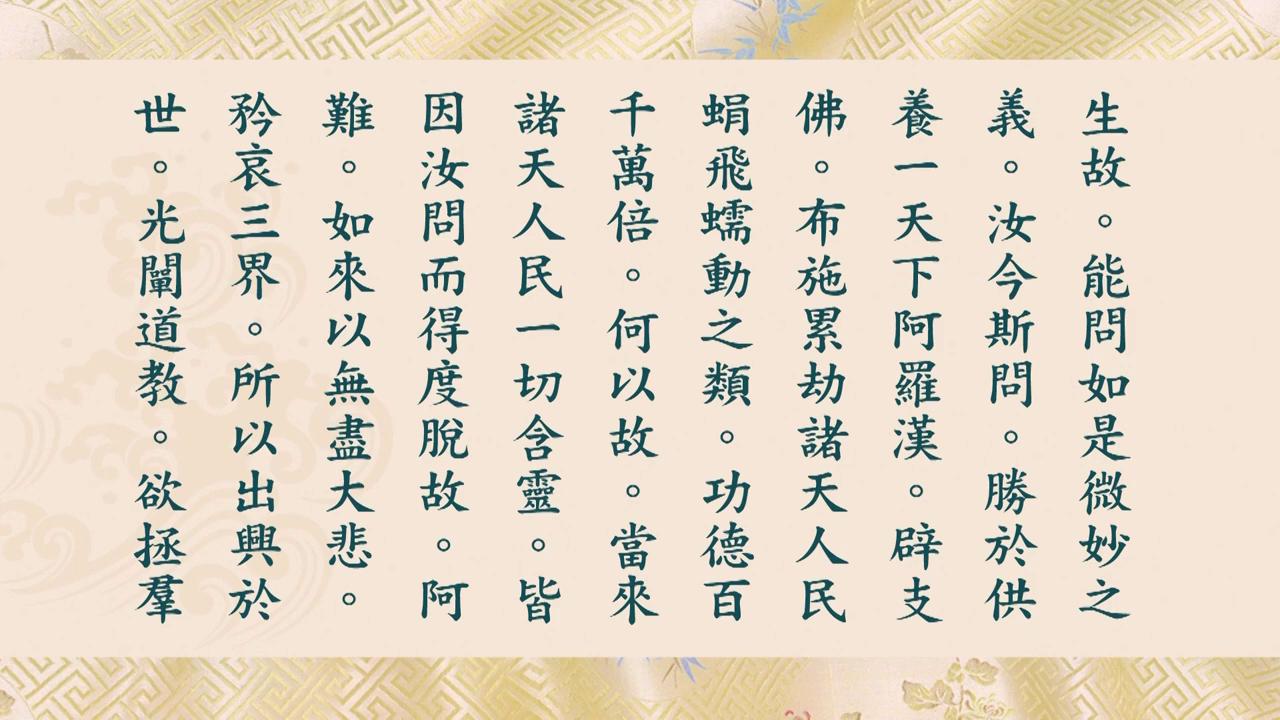 生故。能問如是微妙之
義。汝今斯問。勝於供
養一天下阿羅漢。辟支
佛。布施累劫諸天人民
蜎飛蠕動之類。功德百
千萬倍。何以故。當來
諸天人民一切含靈。皆
因汝問而得度脫故。阿
難。如來以無盡大悲。
矜哀三界。所以出興於
世。光闡道教。欲拯羣